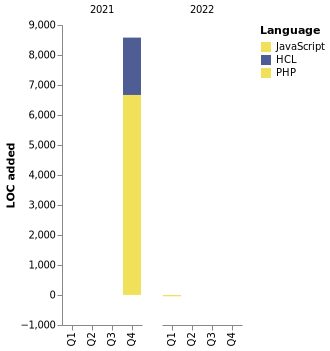 2021 2022
Language
JavaScript
HCL
PHP
9,000
8,000
7,000
6,000
5,000
4,000
3,000
2,000
1,000
0
−1,000
LOC added
Q1 Q2 Q3 Q4 Q1 Q2 Q3 Q4